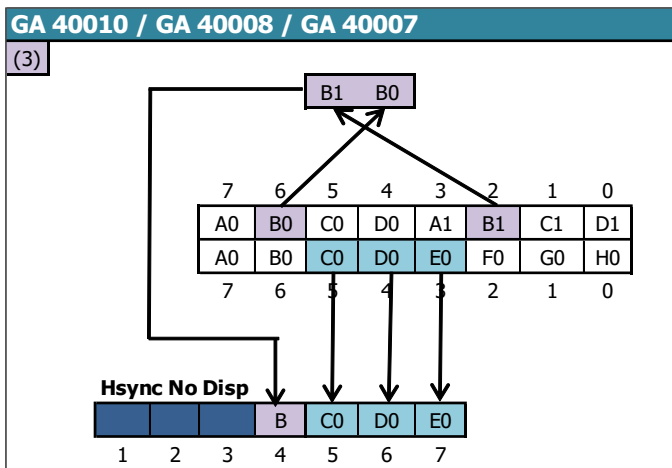 GA 40010 / GA 40008 / GA 40007
(3)
B1 B0
7 6 5 4 3 2 1 0
A0 B0 C0 D0 A1 B1 C1 D1
A0 B0 C0 D0 E0 F0 G0 H0
7 6 5 4 3 2 1 0
Hsync No Disp
B C0 D0 E0
1 2 3 4 5 6 7